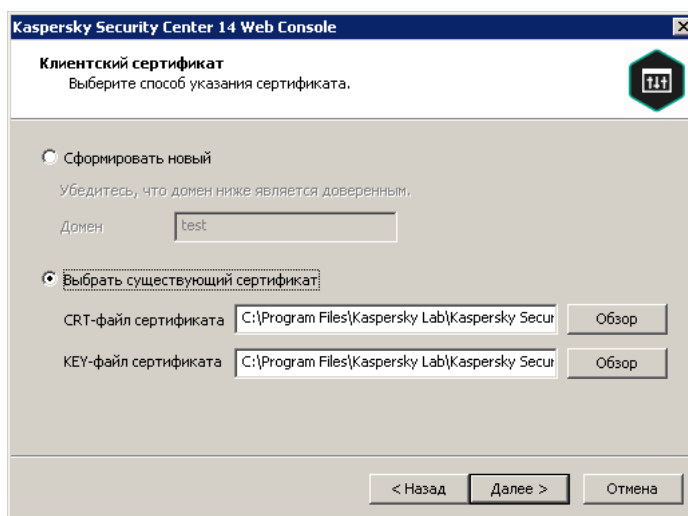 Kaspersky Security Center 14 Web Console
Клиентский сертификат
Выберите способ указания сертификата.
Сформировать новый
Убедитесь, что домен ниже является доверенным.
Домен test
Выбрать существующий сертификат
CRT-файл сертификата C:\Program Files\Kaspersky Lab\Kaspersky Secur Обзор
KEY-файл сертификата C:\Program Files\Kaspersky Lab\Kaspersky Secur Обзор
< Назад Далее > Отмена